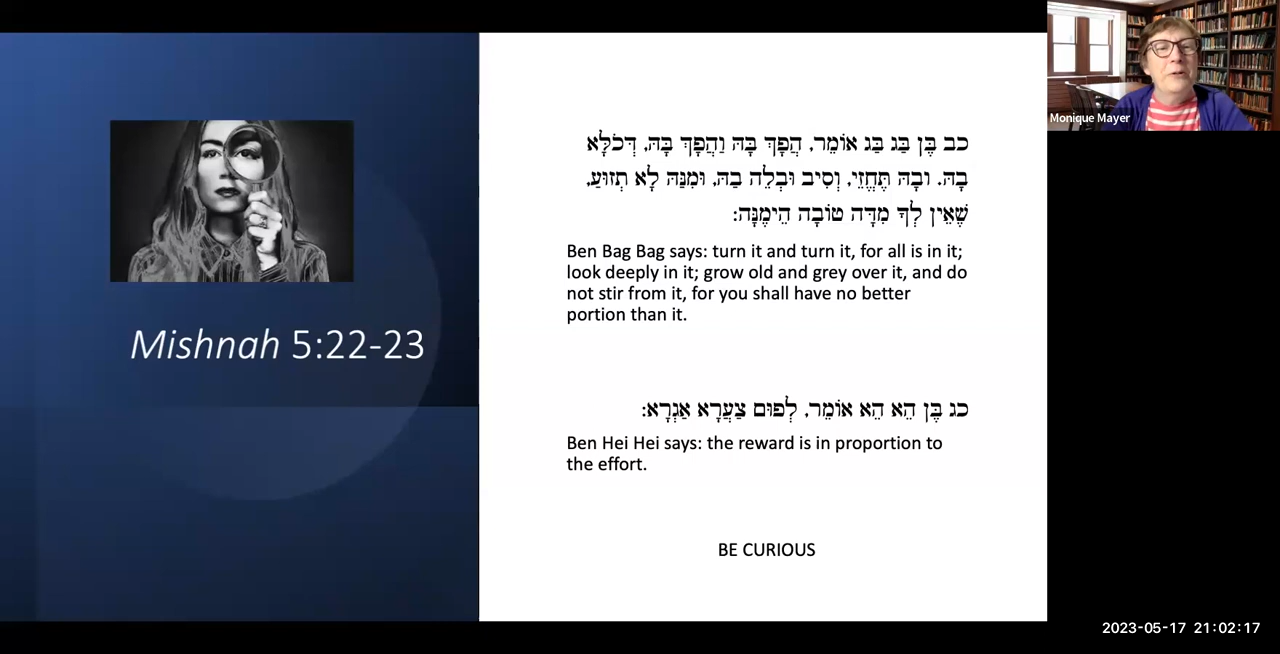 Mishnah 5:22-23
כב בֶּן בַּג בַּג אוֹמֵר, הֲפָךְ בָּהּ וַהֲפָךְ בָּהּ, דְּכֹלָּא
בָהּ. וּבָהּ תֶּחֱזֵי, וְסִיב וּבְלֵה בַהּ, וּמִנַּהּ לָא תְזוּעַ,
שֶׁאֵין לְךָ מִדָּה טוֹבָה הֵימֶנָּה:
Ben Bag Bag says: turn it and turn it, for all is in it;
look deeply in it; grow old and grey over it, and do
not stir from it, for you shall have no better
portion than it.
כג בֶּן הֵא הֵא אוֹמֵר, לְפוּם צַעֲרָא אַגְרָא:
Ben Hei Hei says: the reward is in proportion to
the effort.
BE CURIOUS
Monique Mayer
2023-05-17 21:02:17